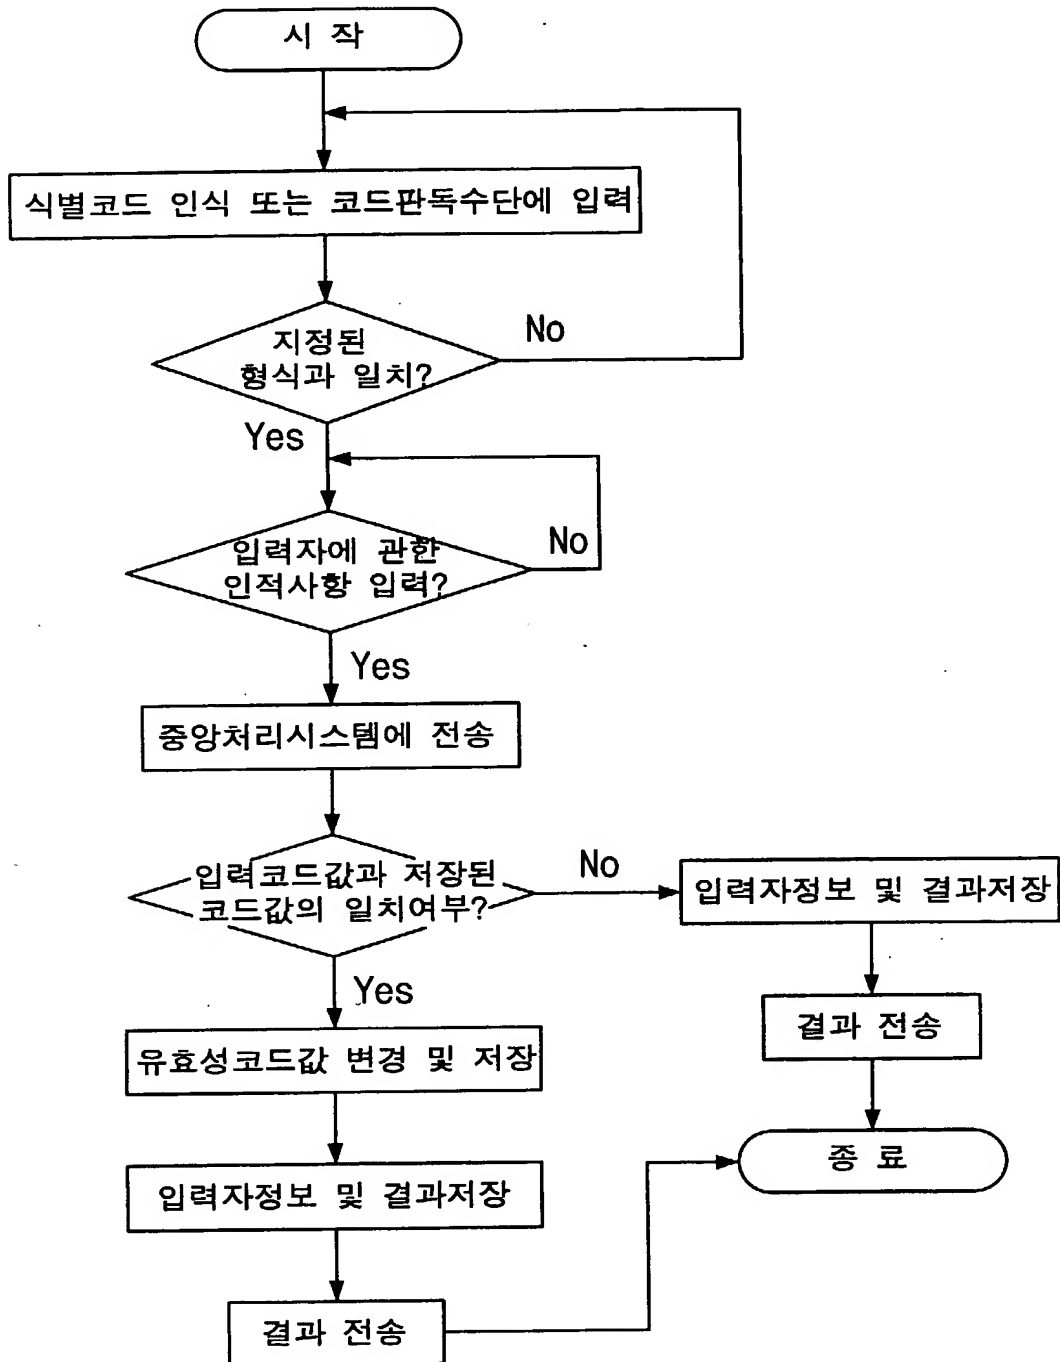 시 작
식별코드 인식 또는 코드판독수단에 입력
지정된
형식과 일치?
No
Yes
입력자에 관한
인적사항 입력?
No
Yes
중앙처리시스템에 전송
입력코드값과 저장된
코드값의 일치여부?
No
입력자정보 및 결과저장
Yes
결과 전송
유효성코드값 변경 및 저장
종 료
입력자정보 및 결과저장
결과 전송